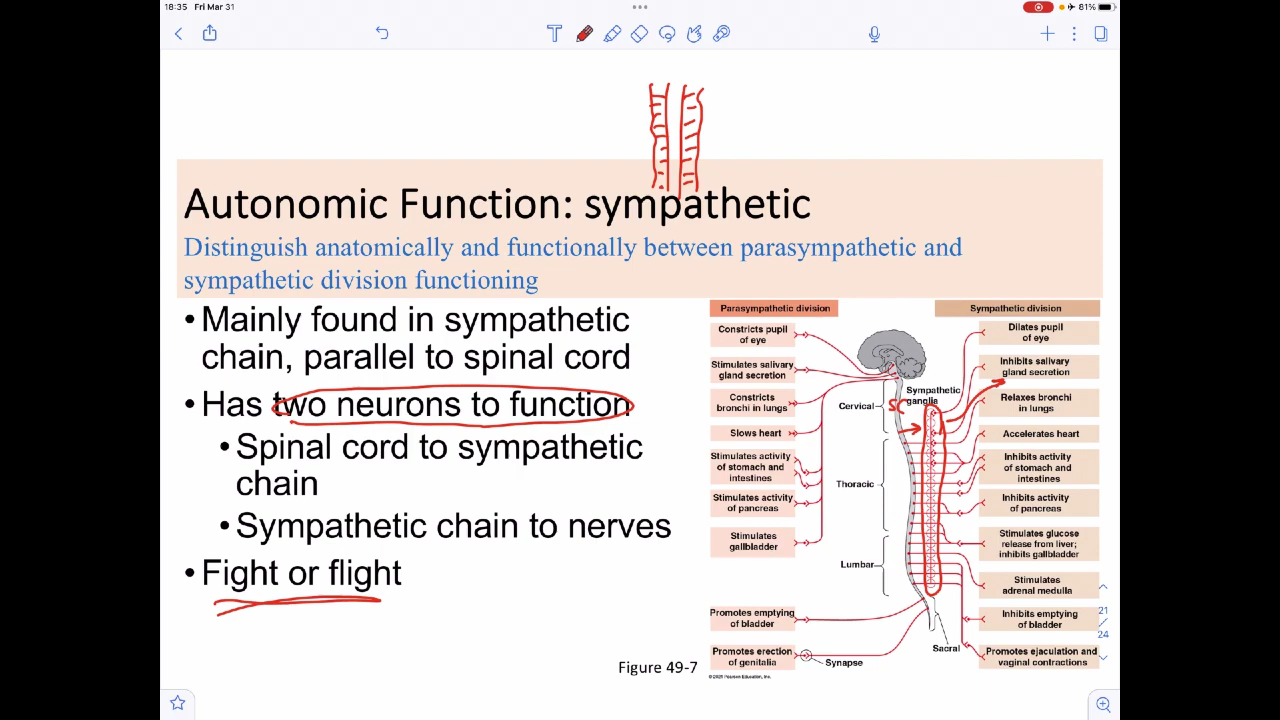 18:35 Fri Mar 31
81%
Autonomic Function: sympathetic
Distinguish anatomically and functionally between parasympathetic and
sympathetic division functioning
•Mainly found in sympathetic
chain, parallel to spinal cord
•Has two neurons to function
•Spinal cord to sympathetic
chain
•Sympathetic chain to nerves
•Fight or flight
Parasympathetic division
Constricts pupil
of eye
Stimulates salivary
gland secretion
Constricts
bronchi in lungs
Slows heart
Stimulates activity
of stomach and
intestines
Stimulates activity
of pancreas
Stimulates
gallbladder
Promotes emptying
of bladder
Promotes erection
of genitalia
Synapse
Cervical
SC
Sympathetic
ganglia
Thoracic
Lumbar
Sacral
Sympathetic division
Dilates pupil
of eye
Inhibits salivary
gland secretion
Relaxes bronchi
in lungs
Accelerates heart
Inhibits activity
of stomach and
intestines
Inhibits activity
of pancreas
Stimulates glucose
release from liver;
inhibits gallbladder
Stimulates
adrenal medulla
Inhibits emptying
of bladder
Promotes ejaculation and
vaginal contractions
Figure 49-7
21
/
24